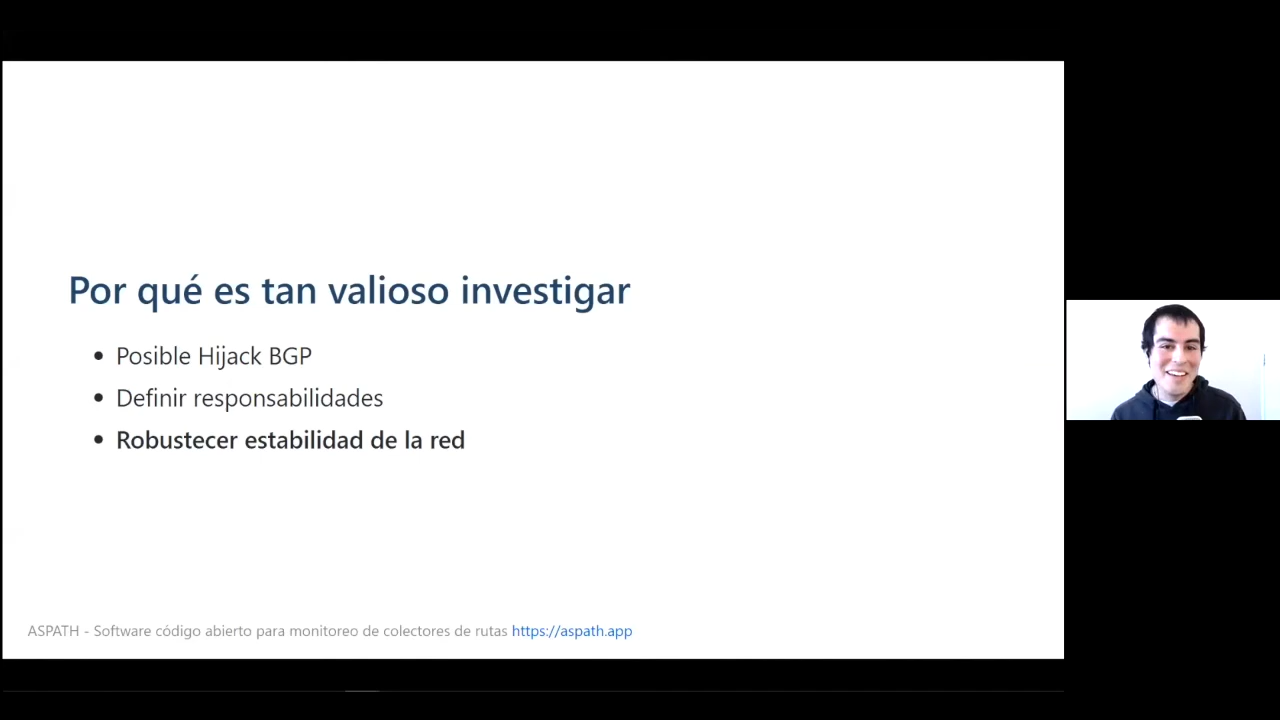 Por qué es tan valioso investigar
• Posible Hijack BGP
• Definir responsabilidades
• Robustecer estabilidad de la red
ASPATH - Software código abierto para monitoreo de colectores de rutas https://aspath.app